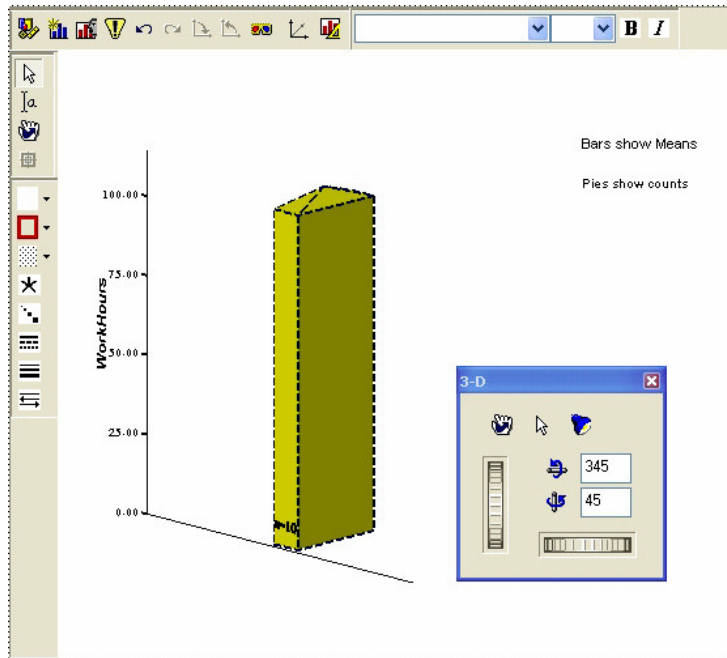 B I
a
Bars show Means
Pies show counts
100.00
75.00
WorkHours
50.00
25.00
0.00
n=10
3-D
345
45